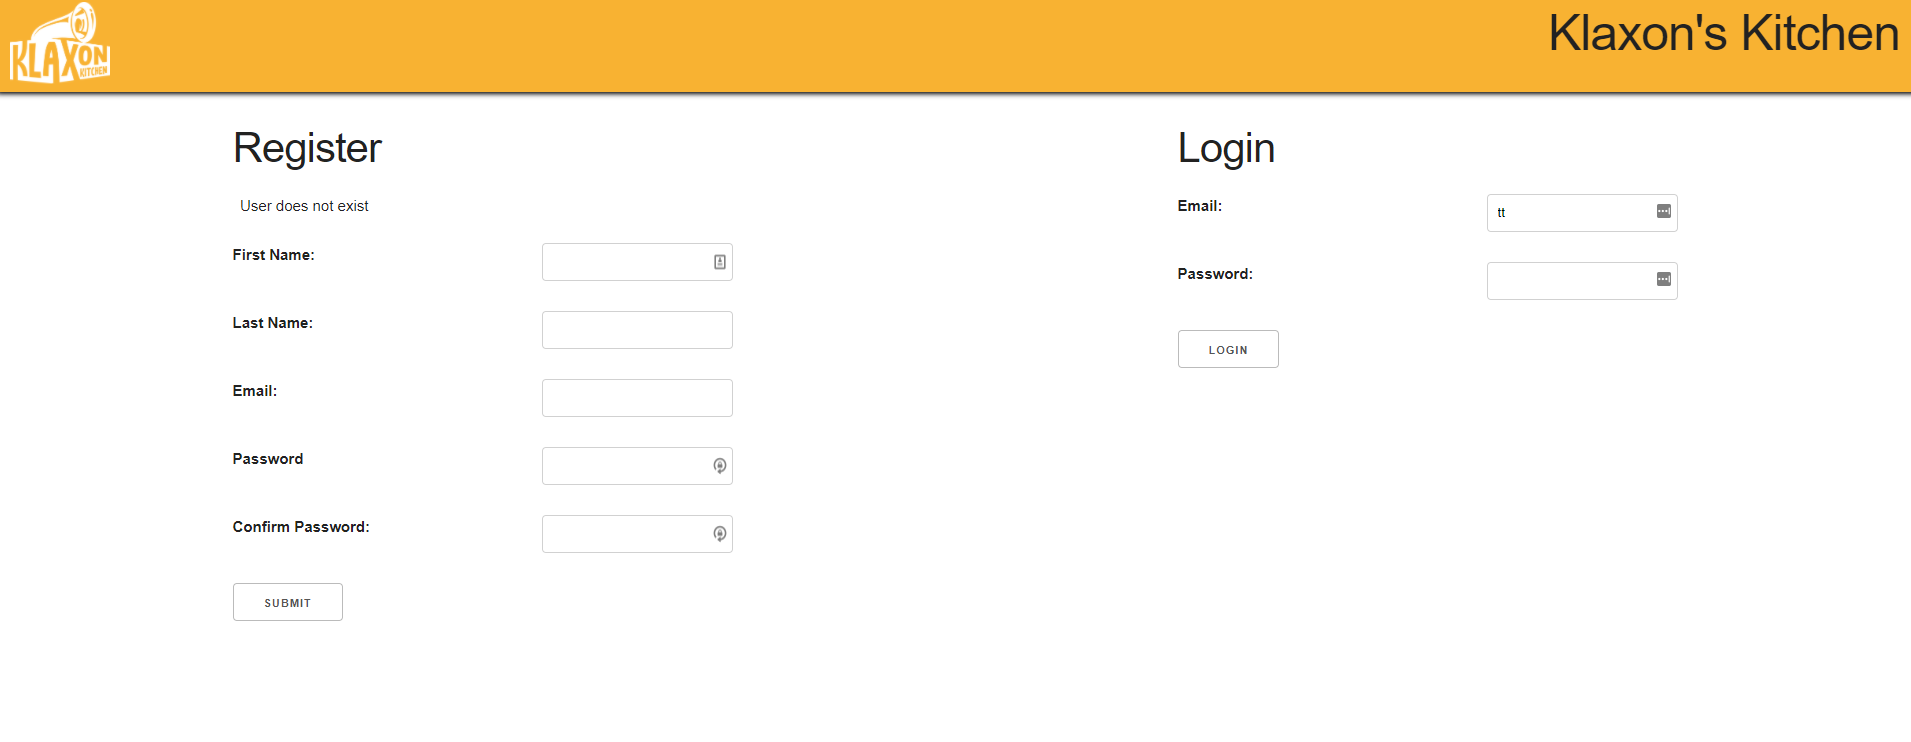 KLAXON
KITCHEN
Klaxon's Kitchen
Register
User does not exist
First Name:
Last Name:
Email:
Password
Confirm Password:
SUBMIT
Login
Email:
tt
Password:
LOGIN